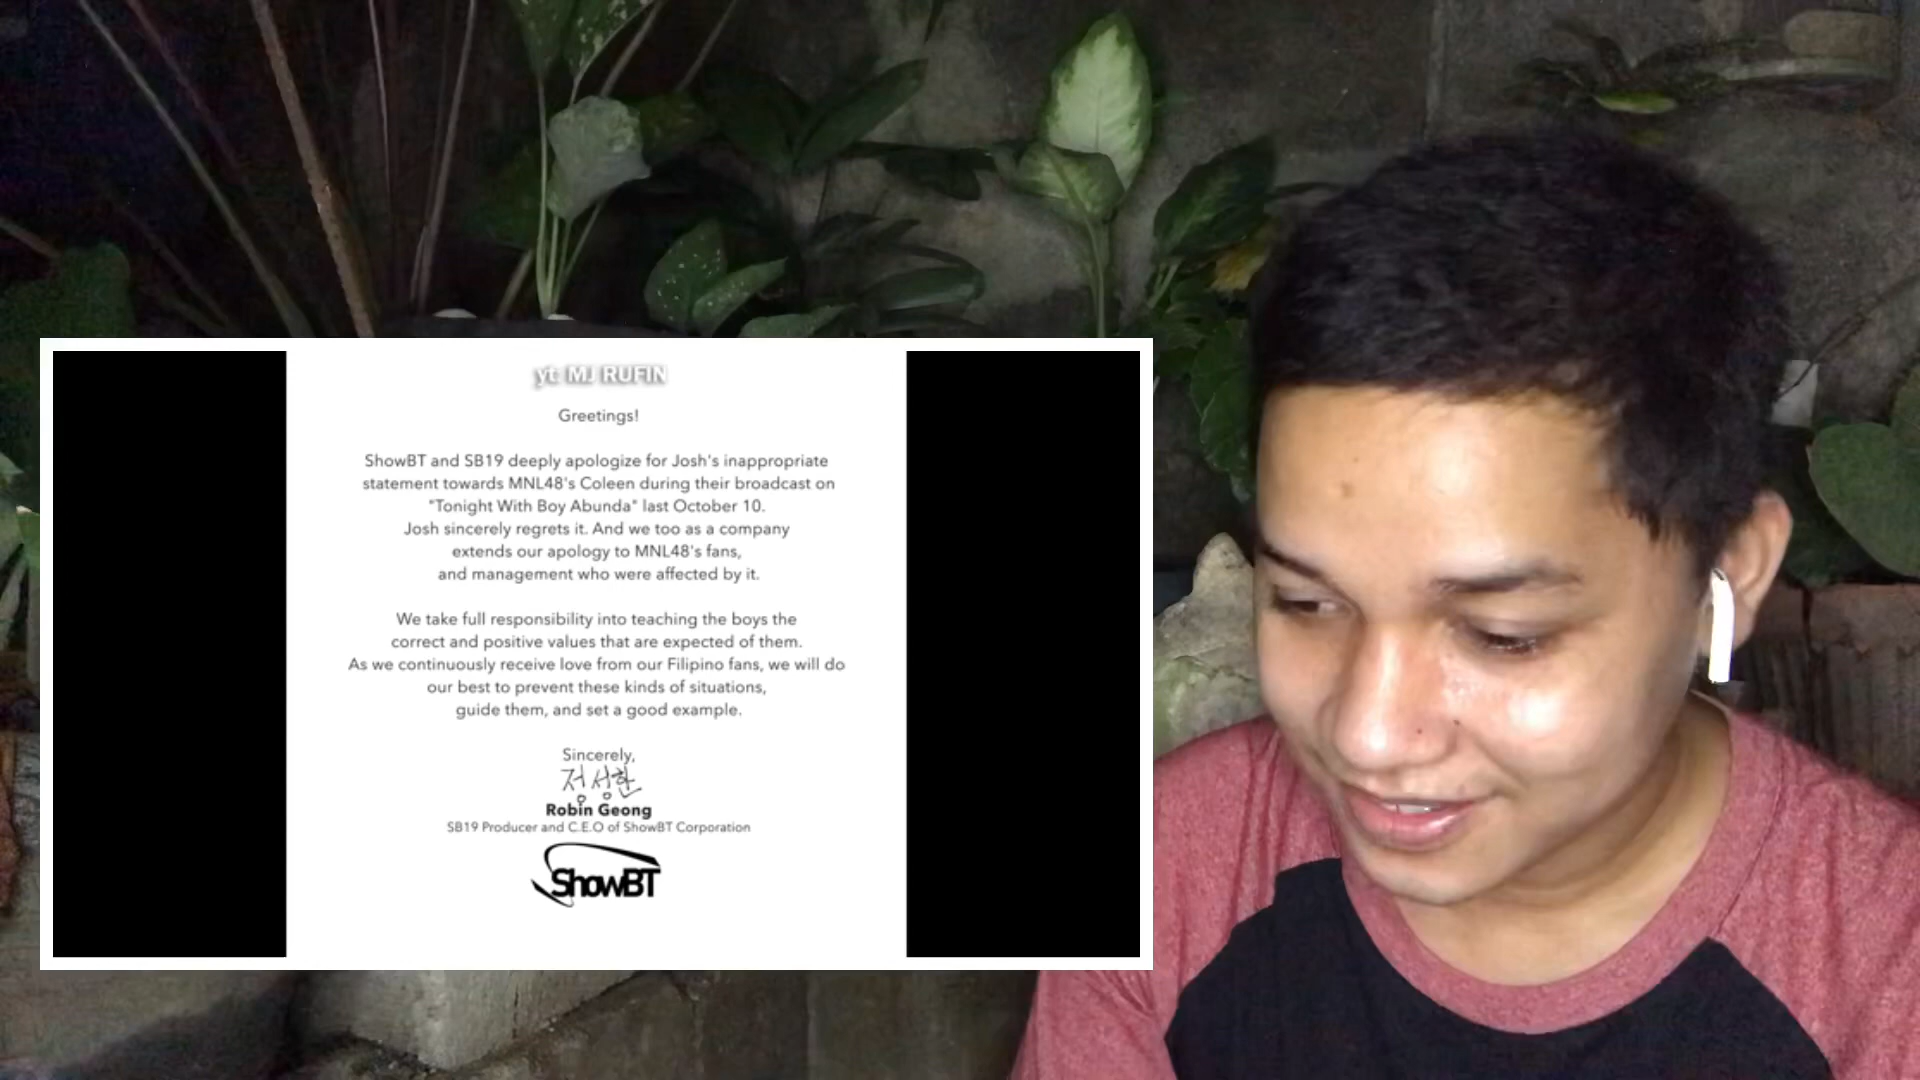 yt: MJ RUFIN
Greetings!
ShowBT and SB19 deeply apologize for Josh's inappropriate
statement towards MNL48's Coleen during their broadcast on
"Tonight With Boy Abunda" last October 10.
Josh sincerely regrets it. And we too as a company
extends our apology to MNL48's fans,
and management who were affected by it.
We take full responsibility into teaching the boys the
correct and positive values that are expected of them.
As we continuously receive love from our Filipino fans, we will do
our best to prevent these kinds of situations,
guide them, and set a good example.
Sincerely,
정성한
Robin Geong
SB19 Producer and C.E.O of ShowBT Corporation
ShowBT